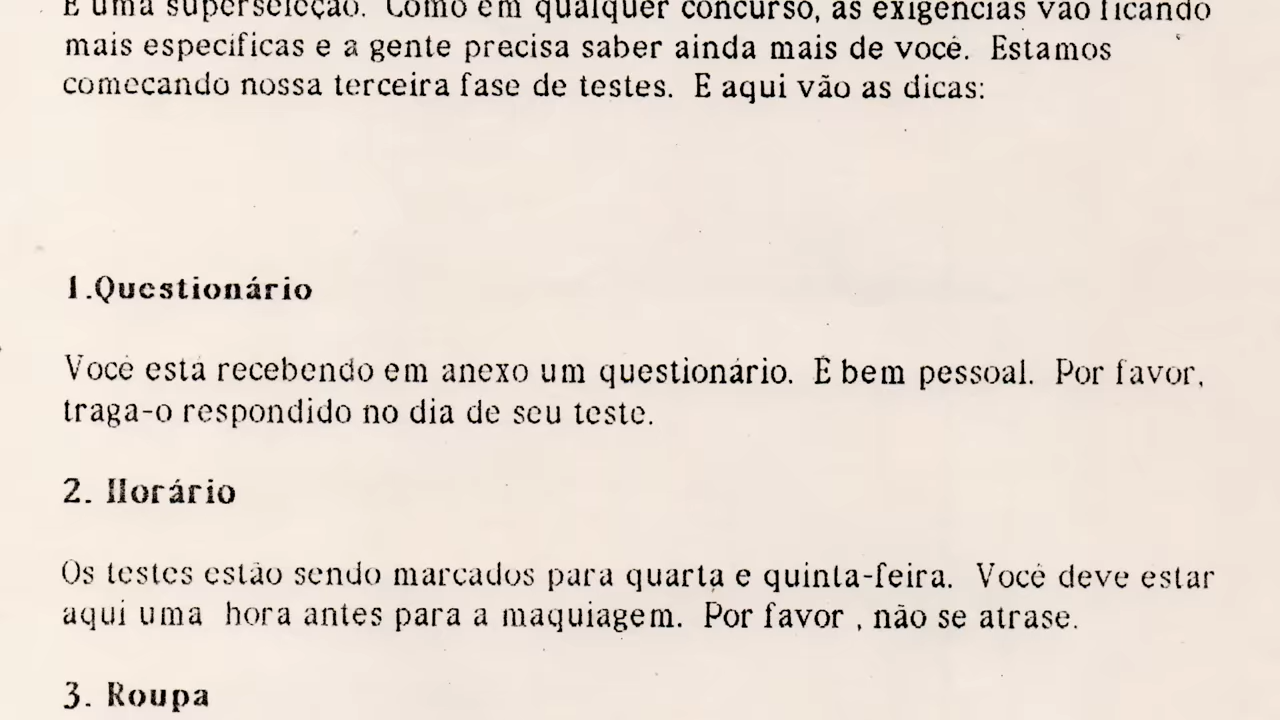 É uma superseleção. Como em qualquer concurso, as exigências vão ficando
mais específicas e a gente precisa saber ainda mais de você. Estamos
comecando nossa terceira fase de testes. E aqui vão as dicas:
1.Questionário
Você está recebendo em anexo um questionário. É bem pessoal. Por favor,
traga-o respondido no dia de seu teste.
2. Horário
Os testes estão sendo marcados para quarta e quinta-feira. Você deve estar
aqui uma hora antes para a maquiagem. Por favor , não se atrase.
3. Roupa